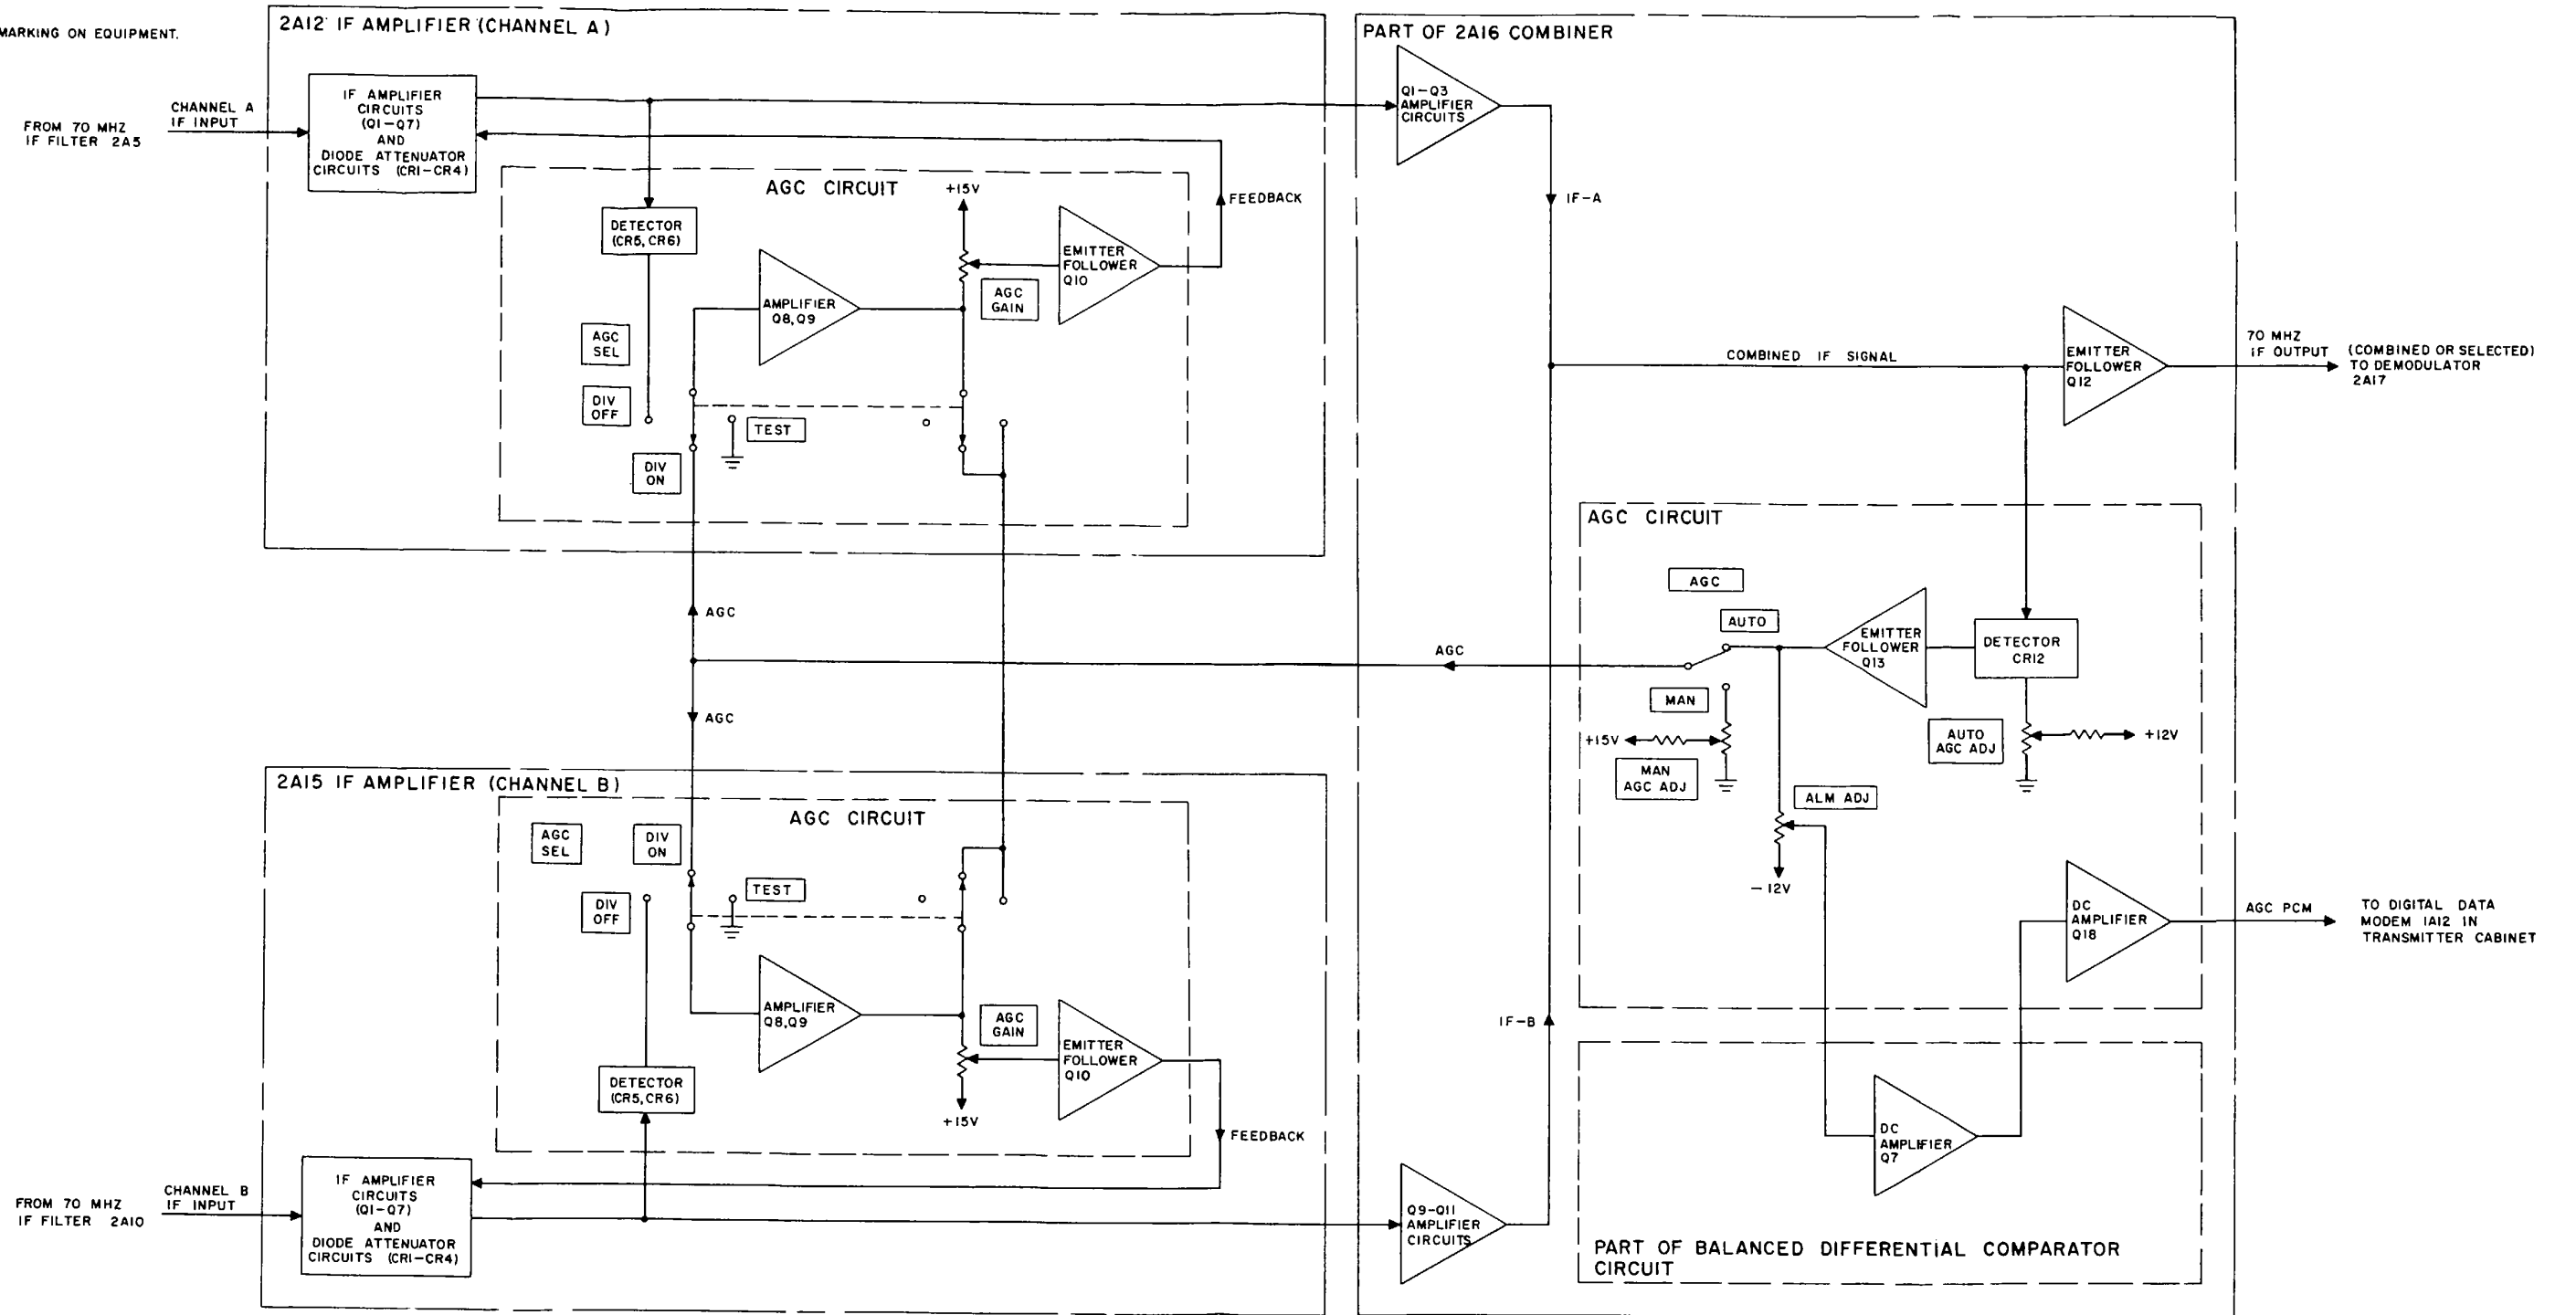 MARKING ON EQUIPMENT.
2A12 IF AMPLIFIER (CHANNEL A)
FROM 70 MHZ
IF FILTER 2A5
CHANNEL A
IF INPUT
IF AMPLIFIER
CIRCUITS
(Q1-Q7)
AND
DIODE ATTENUATOR
CIRCUITS (CR1-CR4)
AGC CIRCUIT
DETECTOR
(CR5, CR6)
+15V
EMITTER
FOLLOWER
Q10
FEEDBACK
AMPLIFIER
Q8,Q9
AGC
GAIN
AGC
SEL
DIV
OFF
DIV
ON
TEST
AGC
AGC
2A15 IF AMPLIFIER (CHANNEL B)
AGC CIRCUIT
AGC
SEL
DIV
ON
DIV
OFF
TEST
AMPLIFIER
Q8,Q9
AGC
GAIN
EMITTER
FOLLOWER
Q10
+15V
DETECTOR
(CR5, CR6)
FEEDBACK
FROM 70 MHZ
IF FILTER 2A10
CHANNEL B
IF INPUT
IF AMPLIFIER
CIRCUITS
(Q1-Q7)
AND
DIODE ATTENUATOR
CIRCUITS (CR1-CR4)
PART OF 2A16 COMBINER
Q1-Q3
AMPLIFIER
CIRCUITS
IF-A
COMBINED IF SIGNAL
EMITTER
FOLLOWER
Q12
70 MHZ
IF OUTPUT
(COMBINED OR SELECTED)
TO DEMODULATOR
2A17
AGC CIRCUIT
AGC
AUTO
AGC
EMITTER
FOLLOWER
Q13
DETECTOR
CR12
MAN
+15V
MAN
AGC ADJ
AUTO
AGC ADJ
+12V
ALM ADJ
-12V
DC
AMPLIFIER
Q18
AGC PCM
TO DIGITAL DATA
MODEM 1A12 IN
TRANSMITTER CABINET
IF-B
DC
AMPLIFIER
Q7
Q9-Q11
AMPLIFIER
CIRCUITS
PART OF BALANCED DIFFERENTIAL COMPARATOR
CIRCUIT